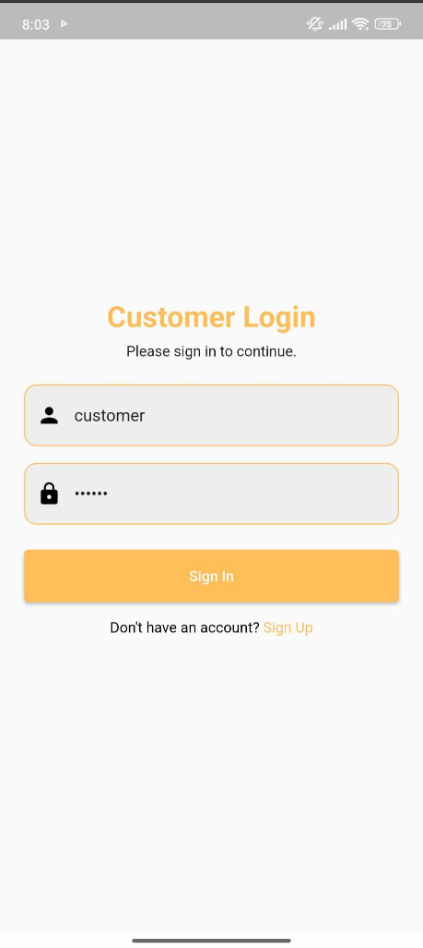 8:03
75
Customer Login
Please sign in to continue.
customer
••••••
Sign In
Don't have an account? Sign Up